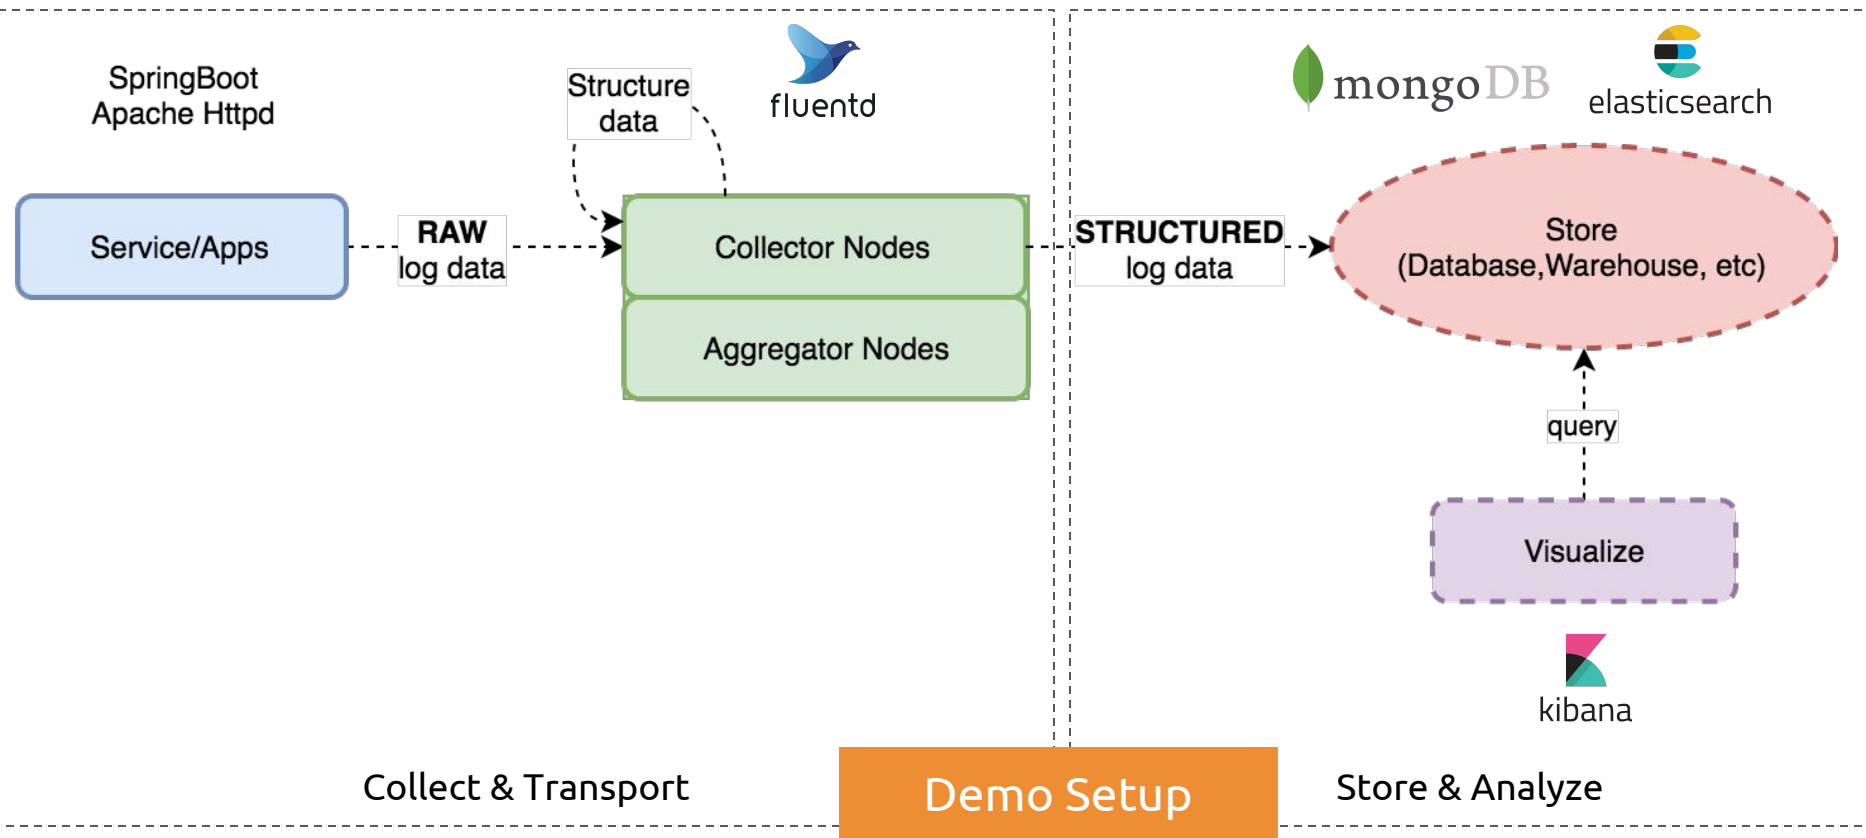 SpringBoot
Apache Httpd
Structure
data
fluentd
mongoDB
elasticsearch
Service/Apps
RAW
log data
Collector Nodes
Aggregator Nodes
STRUCTURED
log data
Store
(Database,Warehouse, etc)
query
Visualize
kibana
Collect & Transport
Demo Setup
Store & Analyze